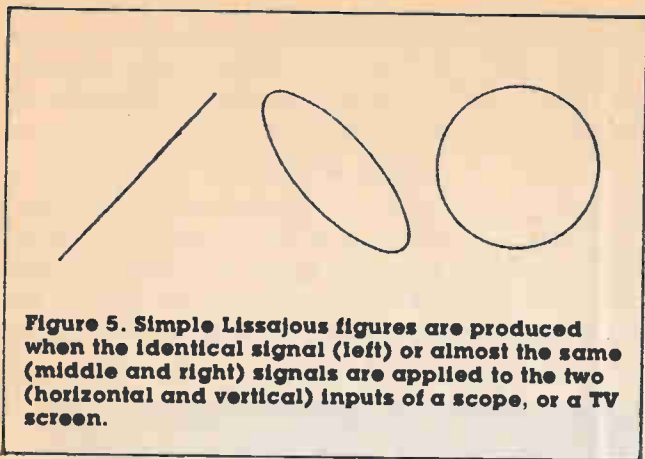 Figure 5. Simple Lissajous figures are produced
when the identical signal (left) or almost the same
(middle and right) signals are applied to the two
(horizontal and vertical) inputs of a scope, or a TV
screen.